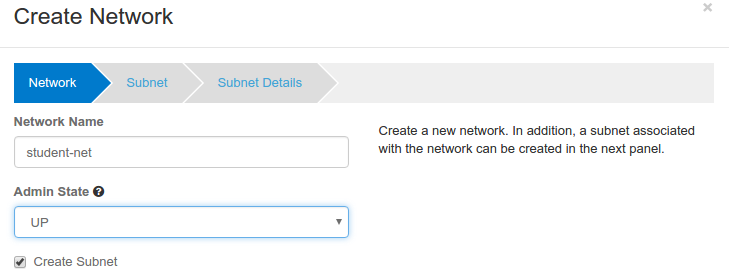 Create Network
×
Network
Subnet
Subnet Details
Network Name
student-net
Create a new network. In addition, a subnet associated
with the network can be created in the next panel.
Admin State ?
UP
Create Subnet